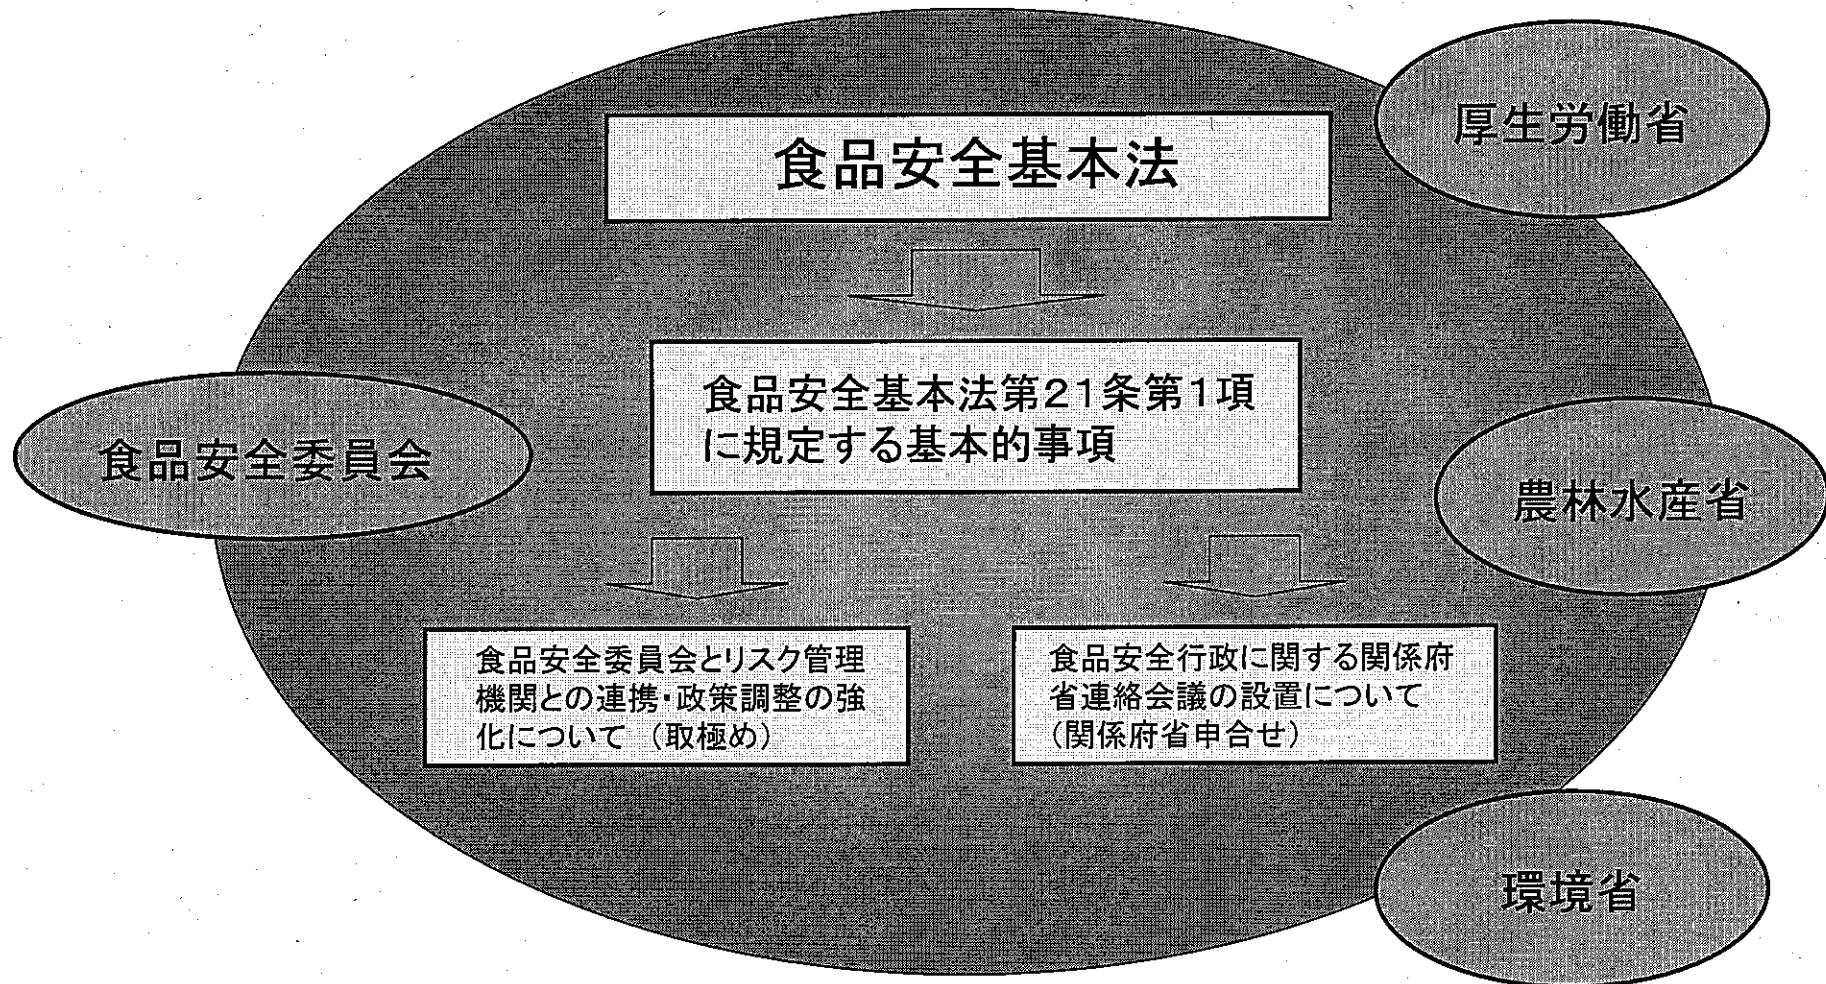 厚生労働省
食品安全基本法
食品安全基本法第21条第1項
に規定する基本的事項
食品安全委員会
農林水産省
食品安全委員会とリスク管理
機関との連携・政策調整の強
化について （取極め）
食品安全行政に関する関係府
省連絡会議の設置について
（関係府省申合せ）
環境省